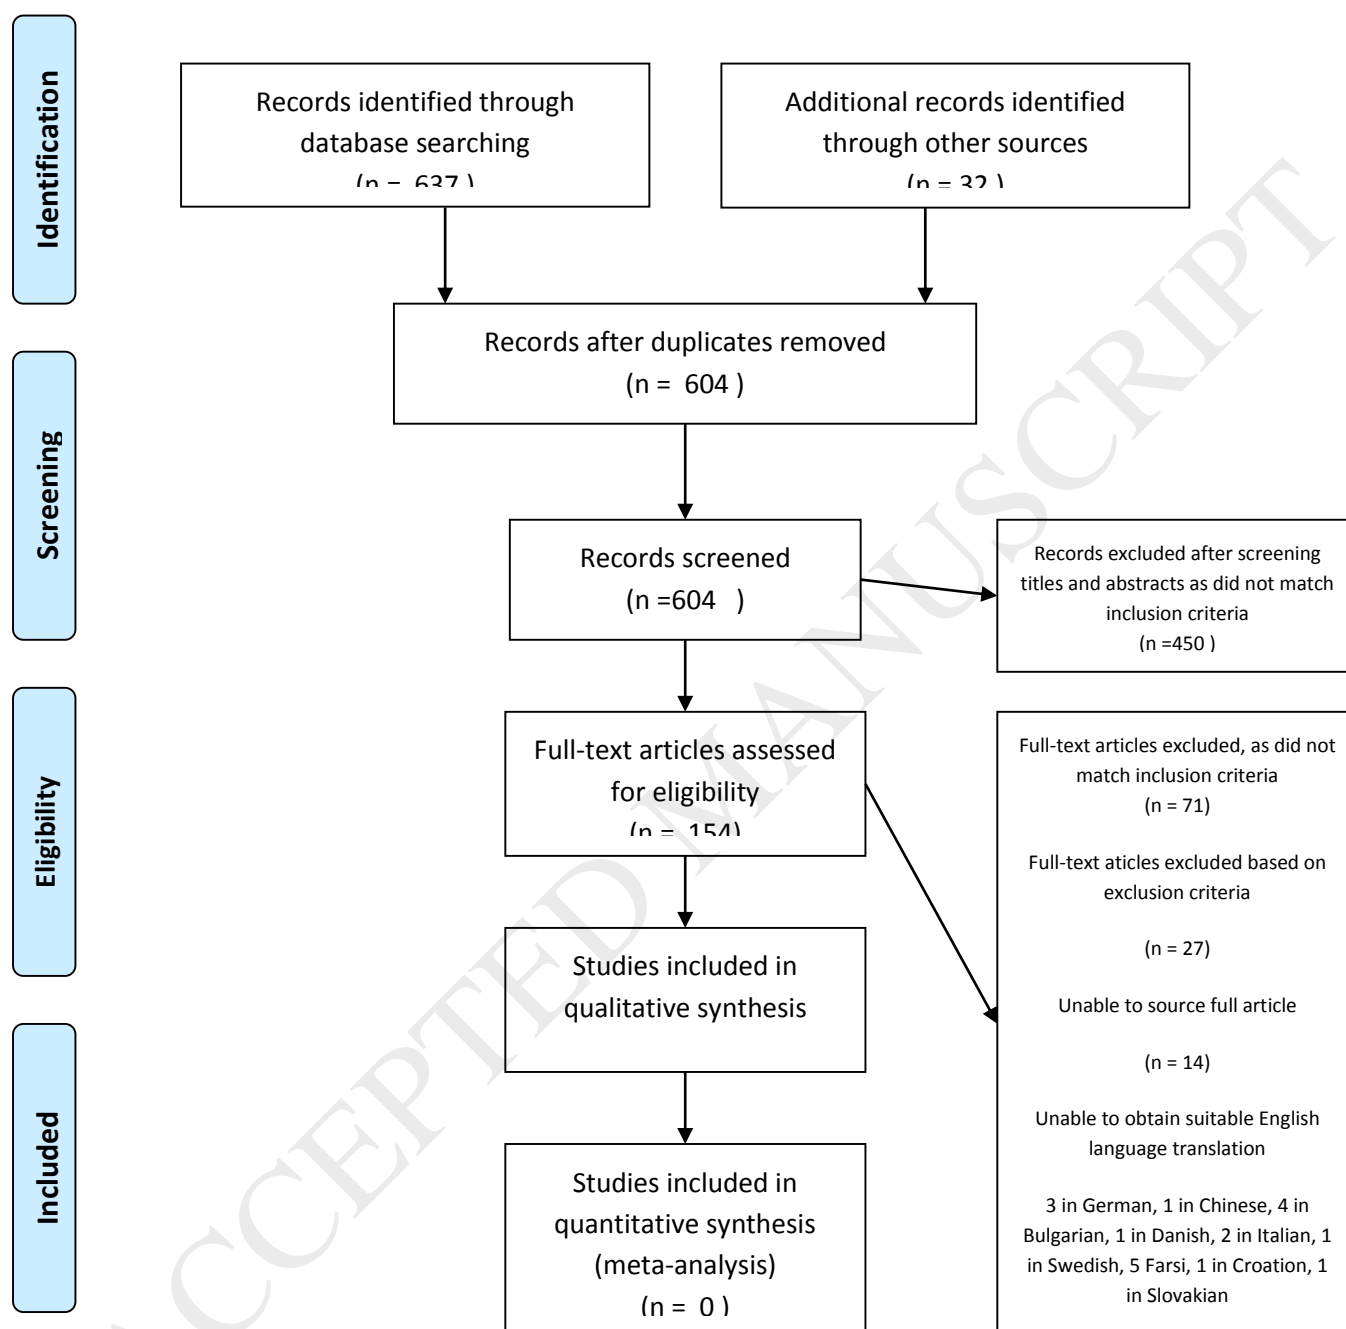 Identification
Records identified through
database searching
(n = 637 )
Additional records identified
through other sources
(n = 32 )
Records after duplicates removed
(n = 604 )
Screening
Records screened
(n =604 )
Records excluded after screening
titles and abstracts as did not match
inclusion criteria
(n =450 )
Eligibility
Full-text articles assessed
for eligibility
(n = 154)
Full-text articles excluded, as did not
match inclusion criteria
(n = 71)
Full-text aticles excluded based on
exclusion criteria
(n = 27)
Unable to source full article
(n = 14)
Unable to obtain suitable English
language translation
3 in German, 1 in Chinese, 4 in
Bulgarian, 1 in Danish, 2 in Italian, 1
in Swedish, 5 Farsi, 1 in Croation, 1
in Slovakian
Studies included in
qualitative synthesis
Included
Studies included in
quantitative synthesis
(meta-analysis)
(n = 0 )
ACCEPTED MANUSCRIPT